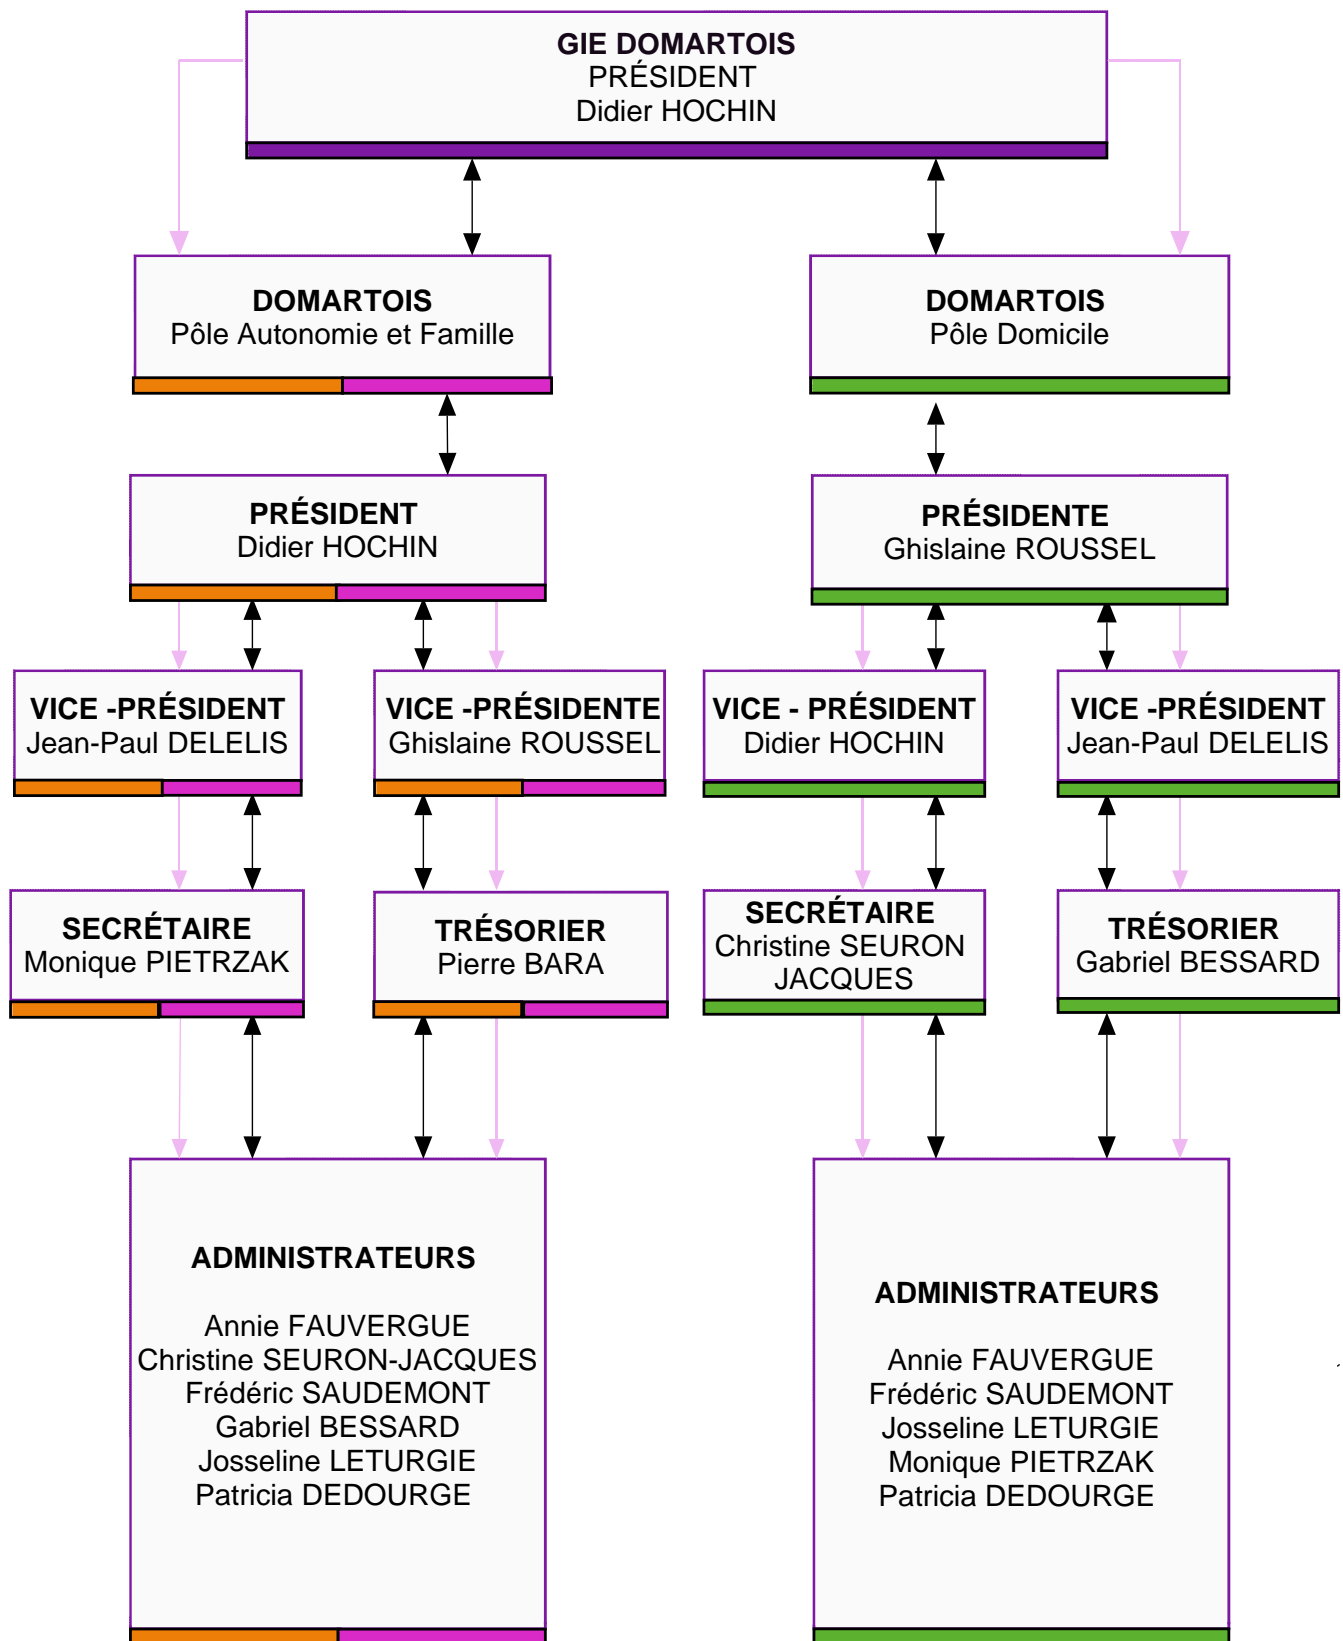 GIE DOMARTOIS
PRÉSIDENT
Didier HOCHIN
DOMARTOIS
Pôle Autonomie et Famille
DOMARTOIS
Pôle Domicile
PRÉSIDENT
Didier HOCHIN
PRÉSIDENTE
Ghislaine ROUSSEL
VICE -PRÉSIDENT
Jean-Paul DELELIS
VICE -PRÉSIDENTE
Ghislaine ROUSSEL
VICE - PRÉSIDENT
Didier HOCHIN
VICE -PRÉSIDENT
Jean-Paul DELELIS
SECRÉTAIRE
Monique PIETRZAK
TRÉSORIER
Pierre BARA
SECRÉTAIRE
Christine SEURON
JACQUES
TRÉSORIER
Gabriel BESSARD
ADMINISTRATEURS
Annie FAUVERGUE
Christine SEURON-JACQUES
Frédéric SAUDEMONT
Gabriel BESSARD
Josseline LETURGIE
Patricia DEDOURGE
ADMINISTRATEURS
Annie FAUVERGUE
Frédéric SAUDEMONT
Josseline LETURGIE
Monique PIETRZAK
Patricia DEDOURGE